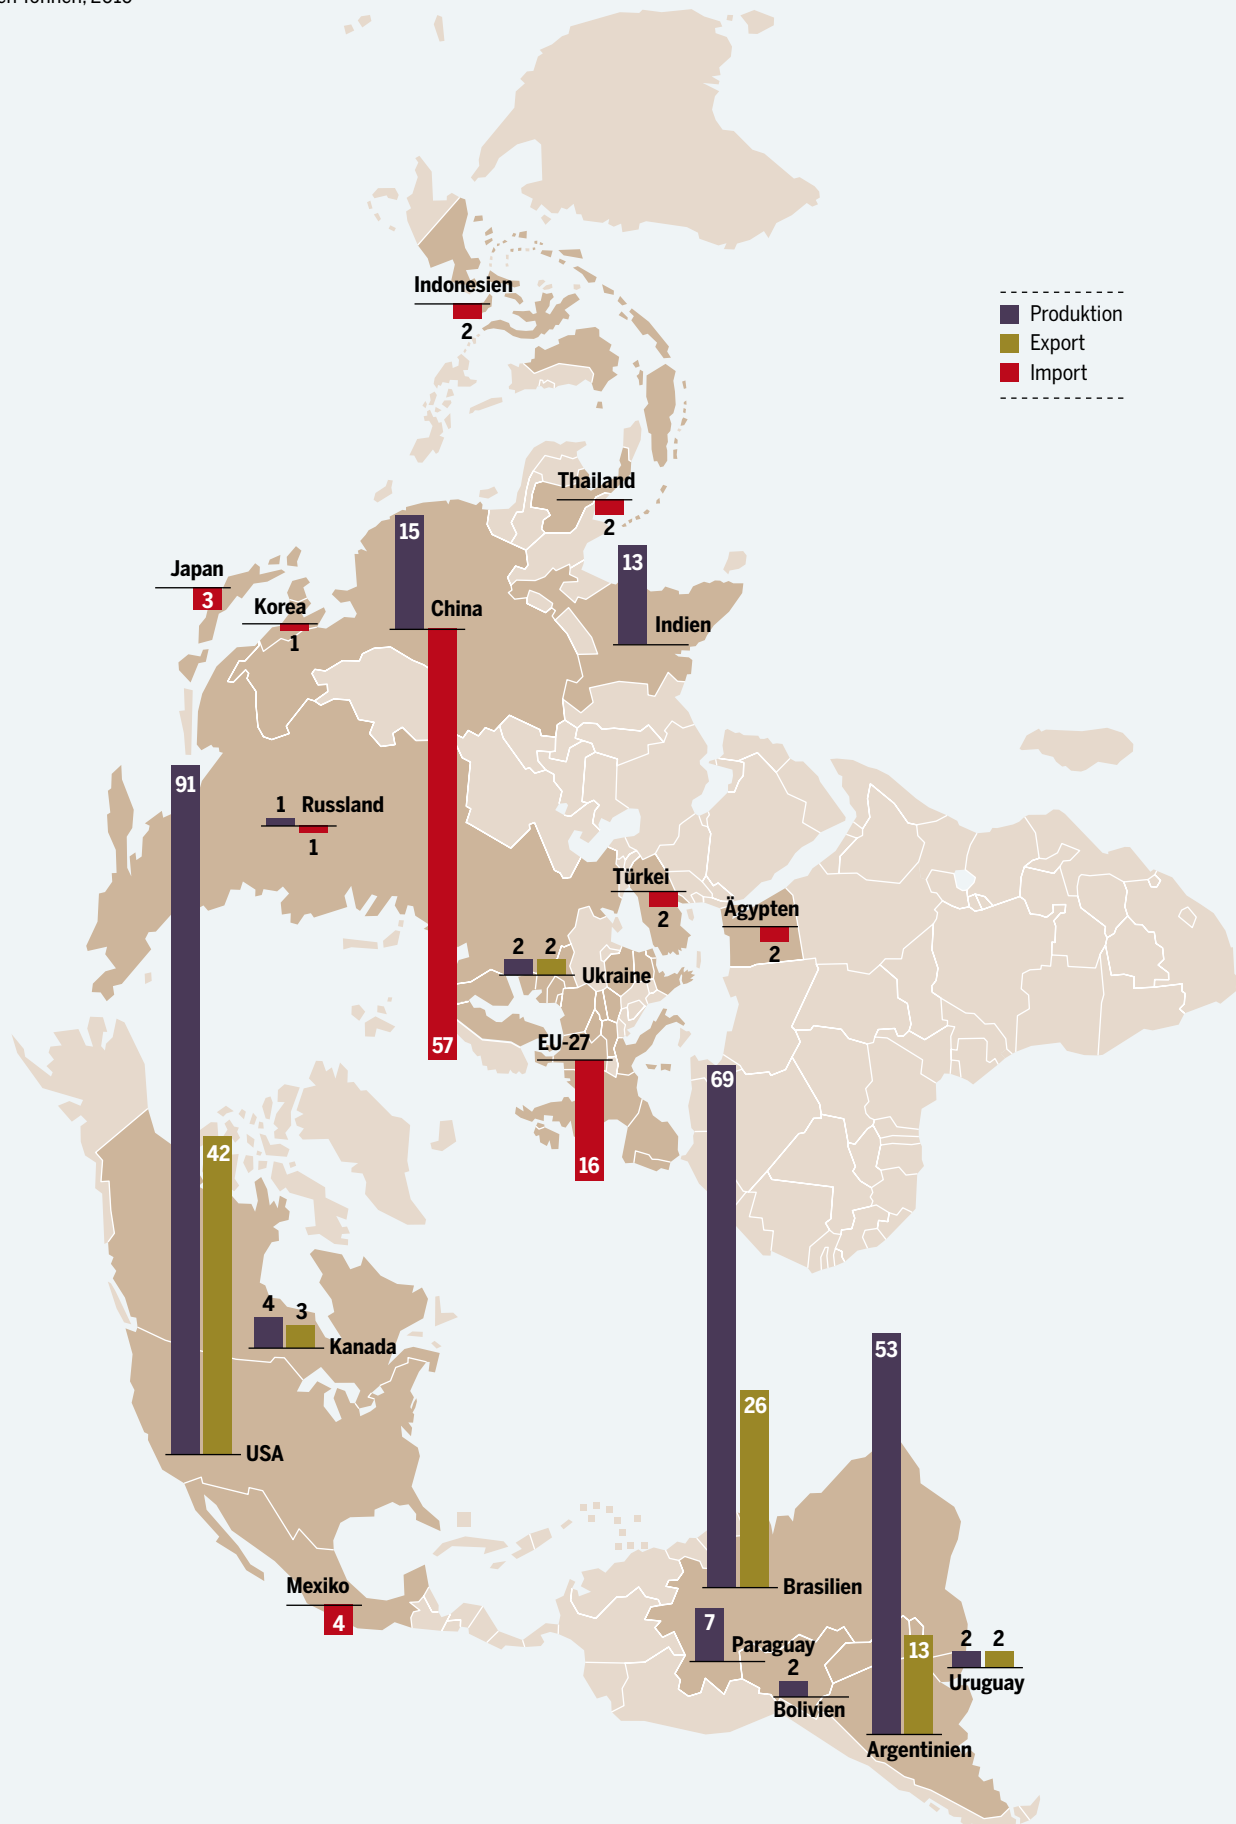 Produktion
Export
Import
Indonesien
2
Thailand
2
15
China
57
13
Indien
Japan
3
Korea
1
91
42
USA
1 Russland
1
Türkei
2
Ägypten
2
2 2
Ukraine
EU-27
16
4 3
Kanada
69
26
Brasilien
53
13
Argentinien
Mexiko
4
7
Paraguay
2
Bolivien
2 2
Uruguay